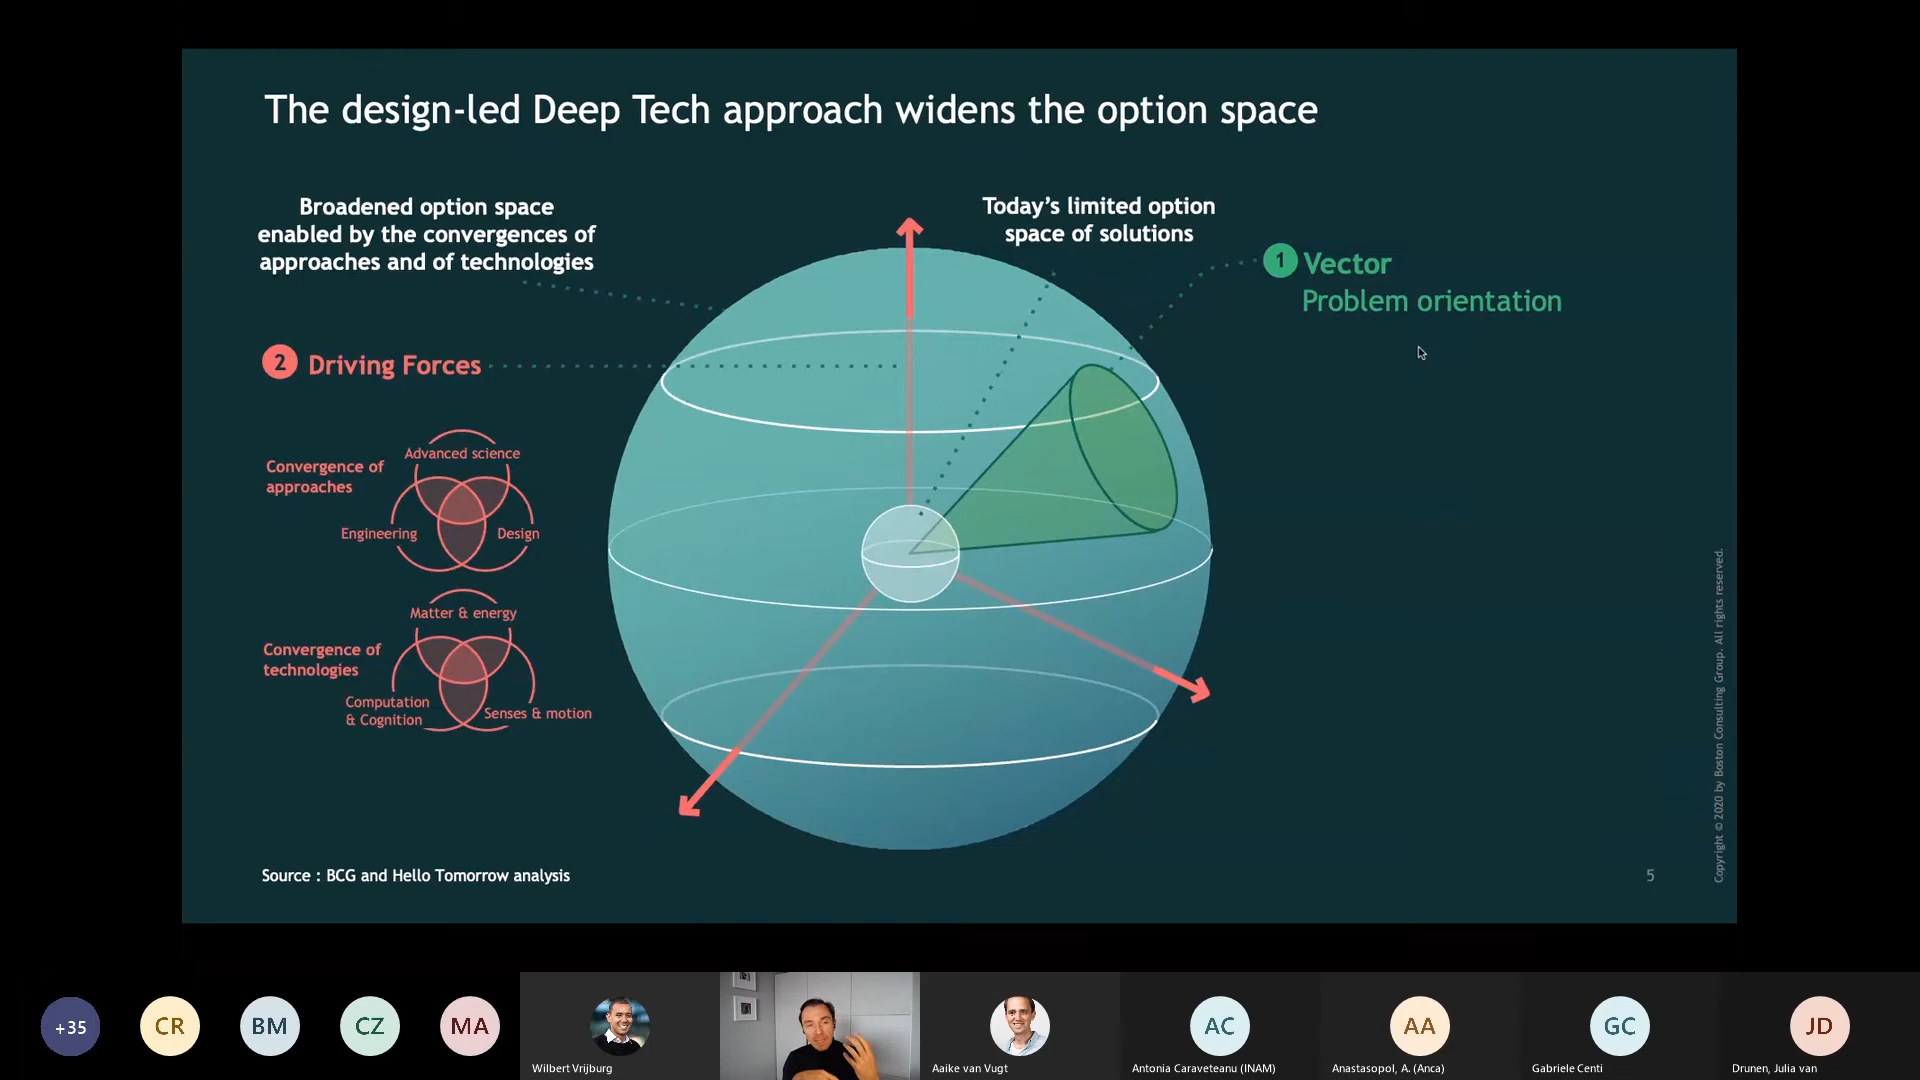 The design-led Deep Tech approach widens the option space
Broadened option space
enabled by the convergences of
approaches and of technologies
Today’s limited option
space of solutions
1 Vector
Problem orientation
2 Driving Forces
Convergence of
approaches
Advanced science
Engineering
Design
Convergence of
technologies
Matter & energy
Computation
& Cognition
Senses & motion
Source : BCG and Hello Tomorrow analysis
5
Copyright © 2020 by Boston Consulting Group. All rights reserved.
+35
CR
BM
CZ
MA
Wilbert Vrijburg
Aaike van Vugt
AC
Antonia Caraveteanu (INAM)
AA
Anastasopol, A. (Anca)
GC
Gabriele Centi
JD
Drunen, Julia van